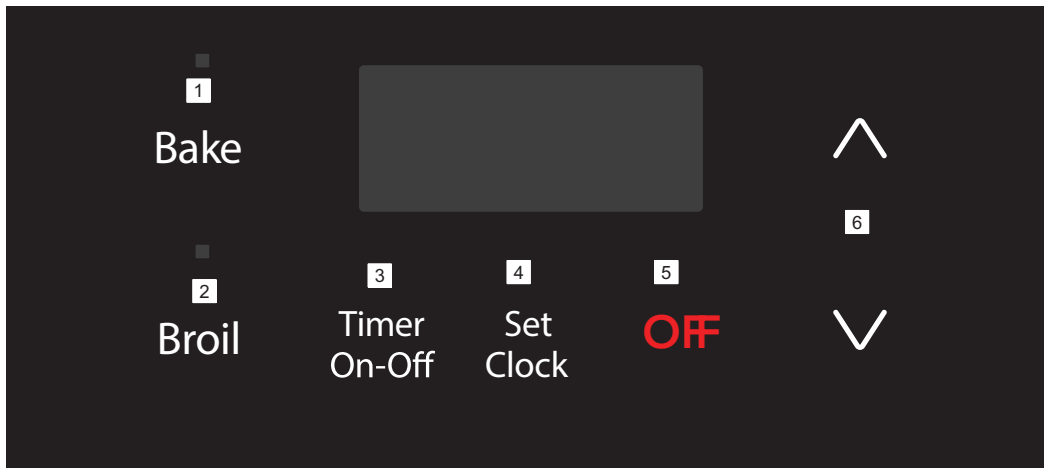 1
Bake
2
Broil
3
Timer
On-Off
4
Set
Clock
5
OFF
6